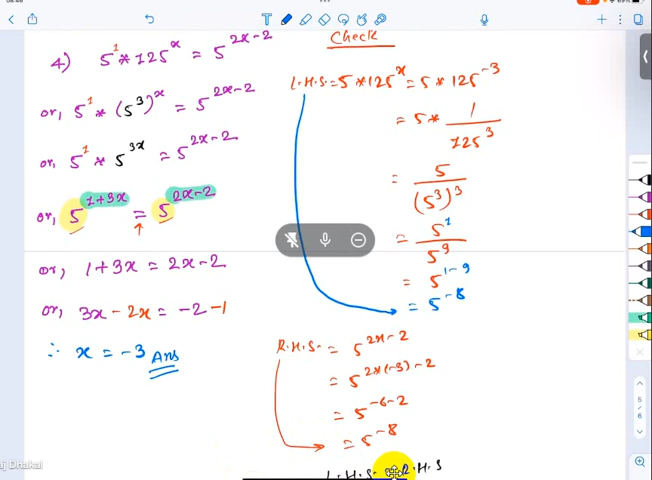 4) 5^1 * 125^x = 5^{2x-2}
or, 5^1 * (5^3)^x = 5^{2x-2}
or, 5^1 * 5^{3x} = 5^{2x-2}
or, 5^{1+3x} = 5^{2x-2}
or, 1+3x = 2x-2
or, 3x-2x = -2-1
∴ x = -3 Ans
Check
L.H.S. = 5*125^x = 5*125^{-3}
= 5 * 1/125^3
= 5/(5^3)^3
= 5^1/5^9
= 5^{1-9}
= 5^{-8}
R.H.S. = 5^{2x-2}
= 5^{2*(-3)-2}
= 5^{-6-2}
= 5^{-8}
L.H.S = R.H.S
Dhakal
5/6